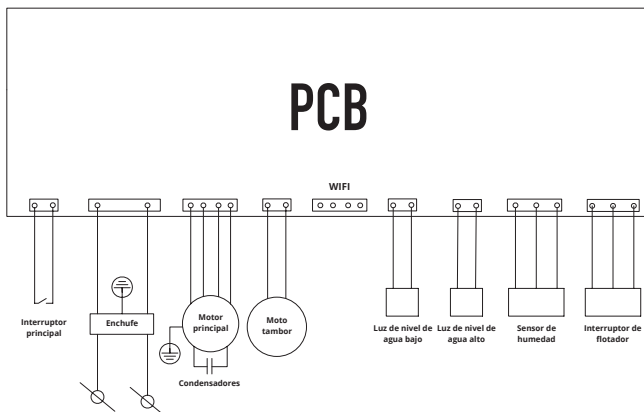 PCB
WIFI
Interruptor
principal
Enchufe
Motor
principal
Condensadores
Moto
tambor
Luz de nivel de
agua bajo
Luz de nivel de
agua alto
Sensor de
humedad
Interruptor de
flotador